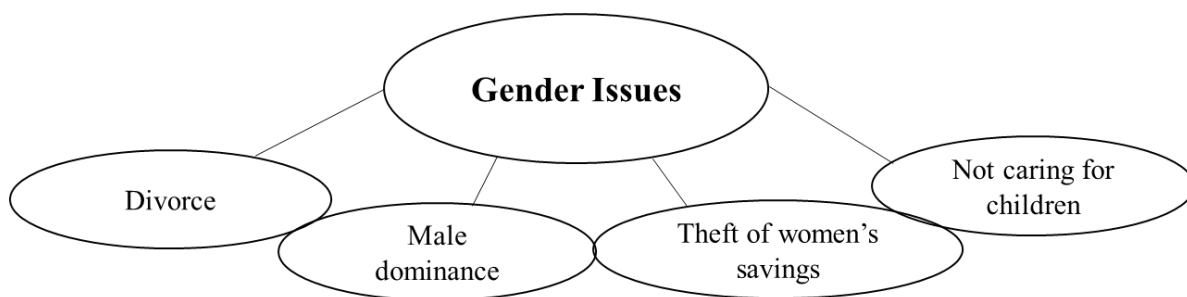 Gender Issues
Divorce
Male
dominance
Theft of women’s
savings
Not caring for
children